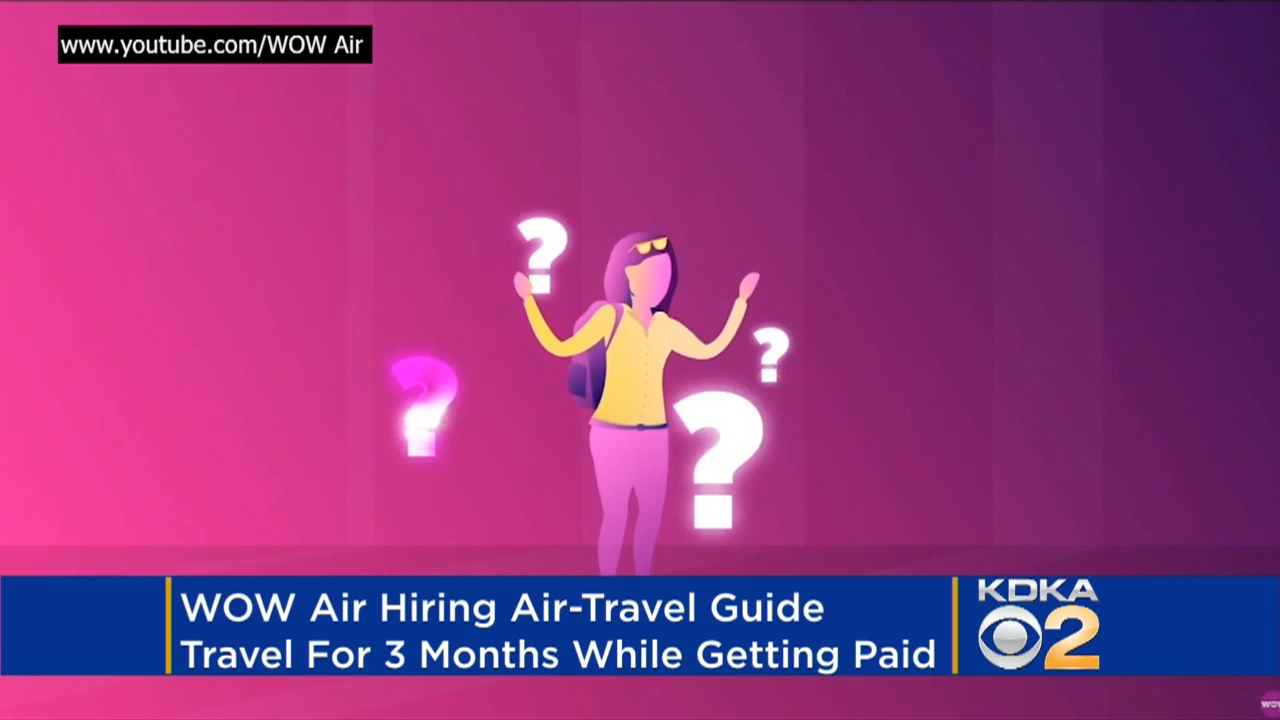 www.youtube.com/WOW Air
?
?
?
?
WOW Air Hiring Air-Travel Guide
Travel For 3 Months While Getting Paid
KDKA
2
WOW